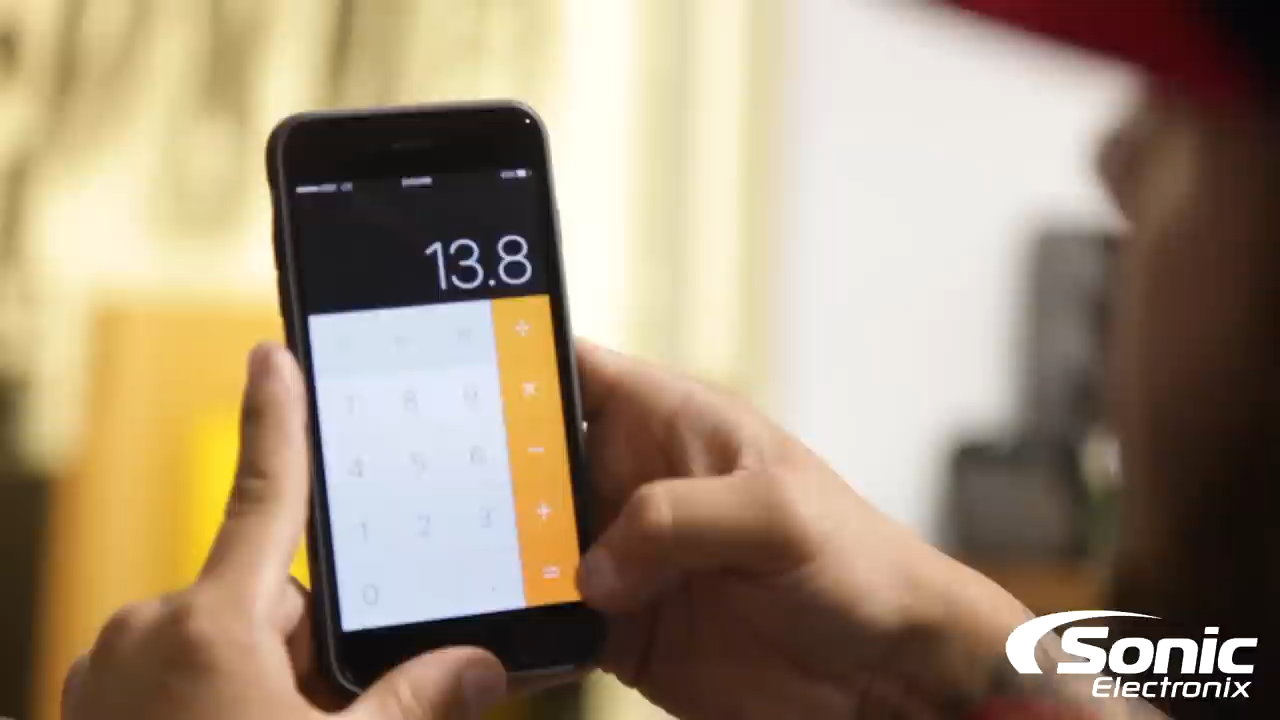 13.8
÷
7 8 9 ×
4 5 6 −
1 2 3 +
0 . =
Sonic
Electronix